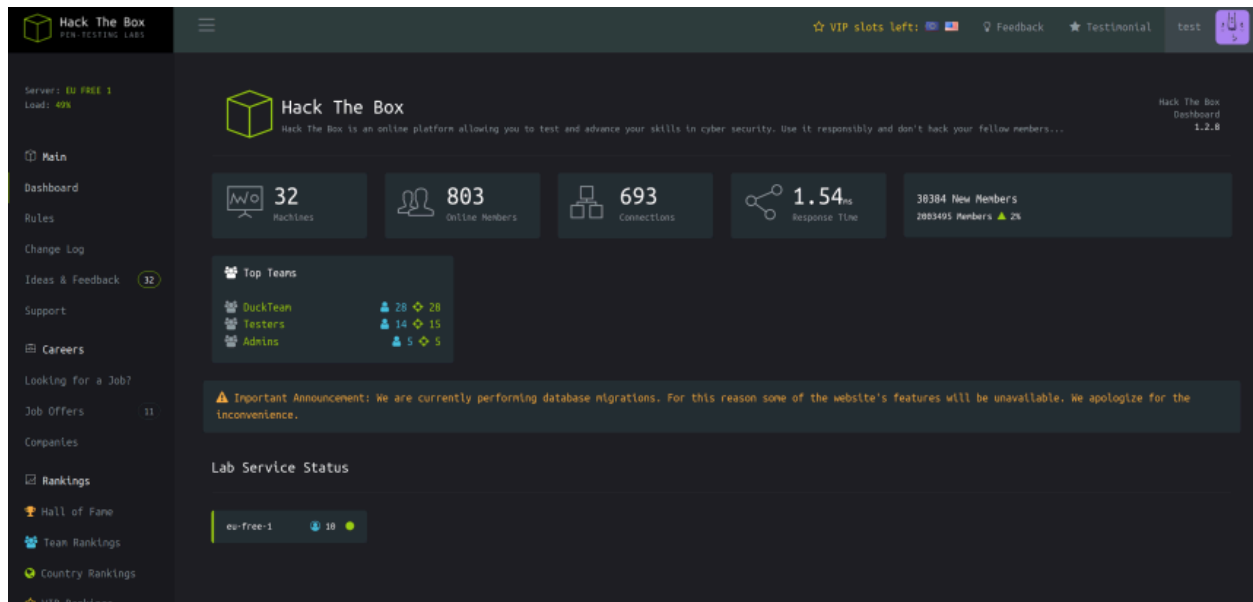 Hack The Box
PEN-TESTING LABS
VIP slots left:
Feedback
Testimonial
test
Server: EU FREE 1
Load: 49%
Main
Dashboard
Rules
Change Log
Ideas & Feedback 32
Support
Careers
Looking for a Job?
Job Offers 11
Companies
Rankings
Hall of Fame
Team Rankings
Country Rankings
VIP Rankings
Hack The Box
Hack The Box is an online platform allowing you to test and advance your skills in cyber security. Use it responsibly and don't hack your fellow members...
Hack The Box
Dashboard
1.2.8
32
Machines
803
Online Members
693
Connections
1.54ms
Response Time
30384 New Members
2003495 Members 2%
Top Teams
DuckTeam 28 28
Testers 14 15
Admins 5 5
Important Announcement: We are currently performing database migrations. For this reason some of the website's features will be unavailable. We apologize for the
inconvenience.
Lab Service Status
eu-free-1 10